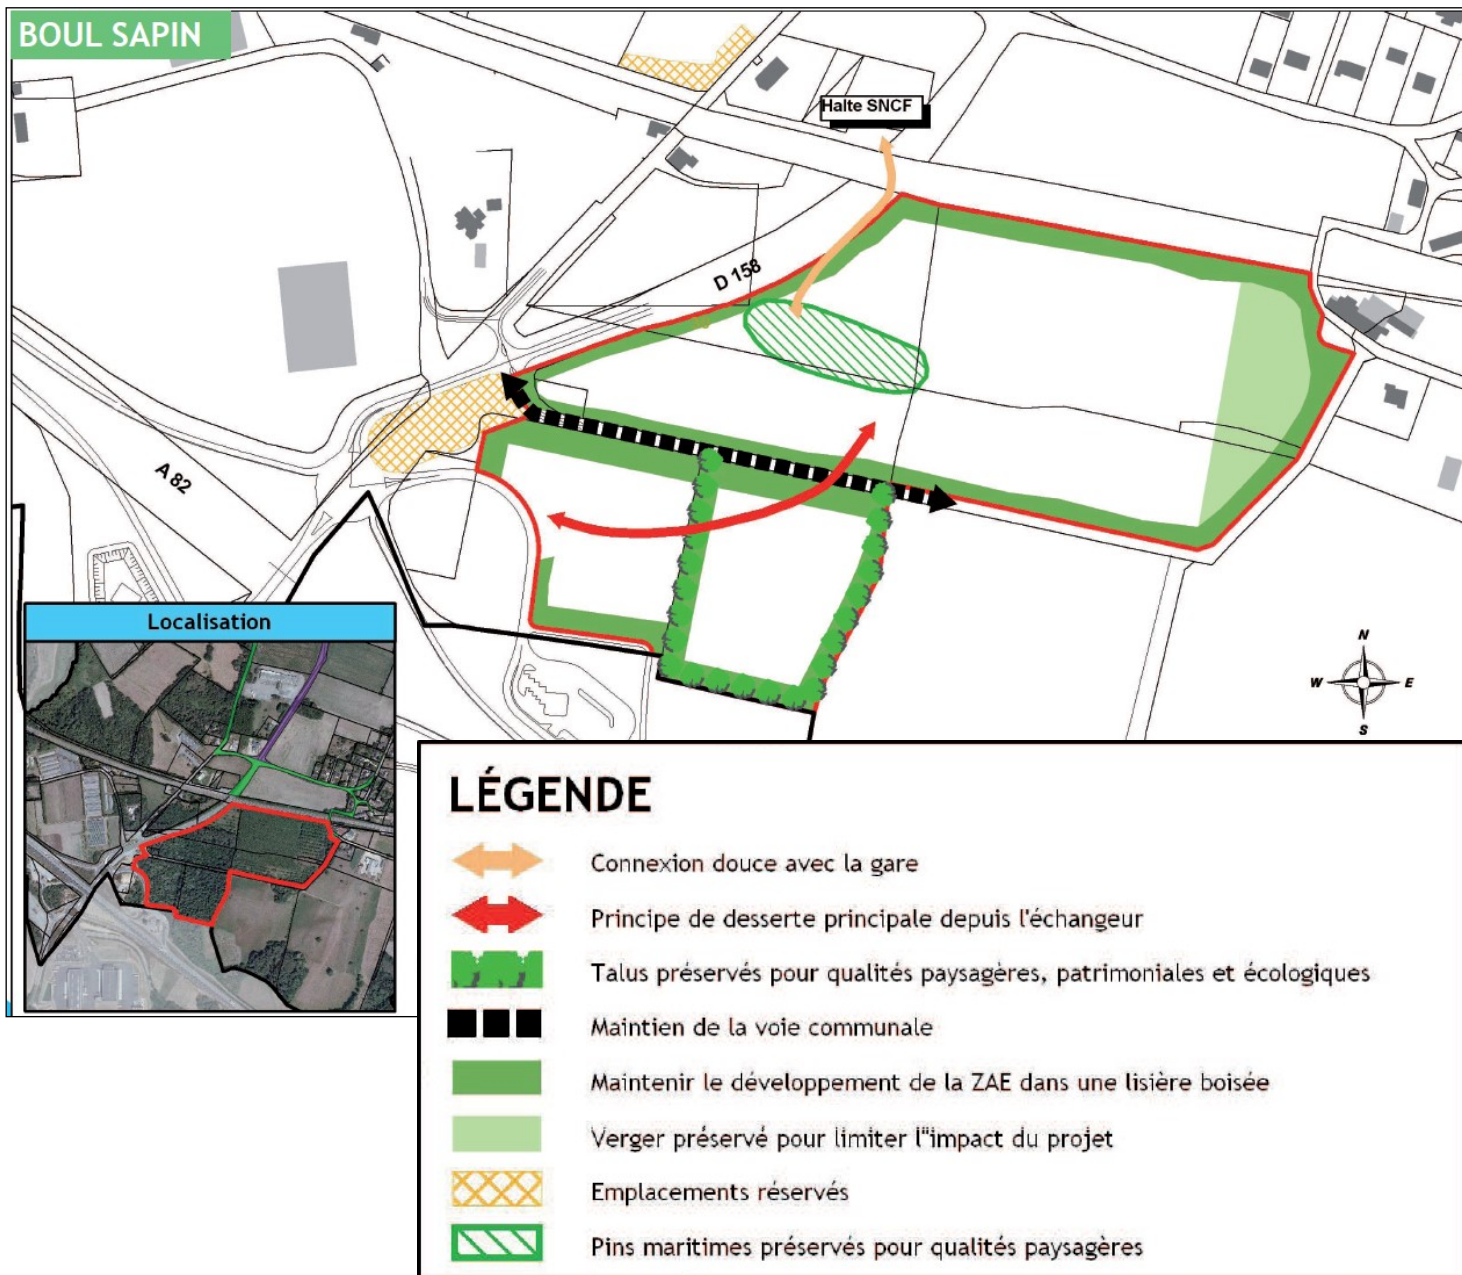 BOUL SAPIN
Halte SNCF
D 158
A 82
Localisation
N
W E
S
LÉGENDE
Connexion douce avec la gare
Principe de desserte principale depuis l'échangeur
Talus préservés pour qualités paysagères, patrimoniales et écologiques
Maintien de la voie communale
Maintenir le développement de la ZAE dans une lisière boisée
Verger préservé pour limiter l"impact du projet
Emplacements réservés
Pins maritimes préservés pour qualités paysagères